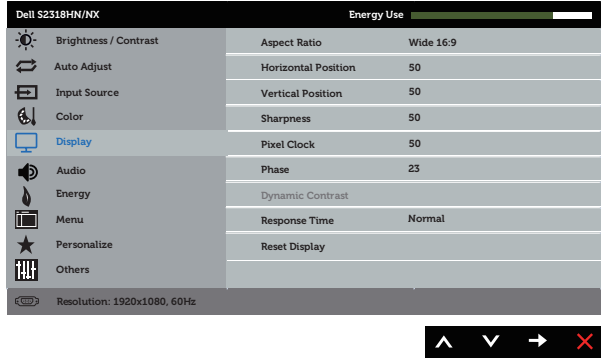 Dell S2318HN/NX Energy Use
Brightness / Contrast Aspect Ratio Wide 16:9
Auto Adjust Horizontal Position 50
Input Source Vertical Position 50
Color Sharpness 50
Display Pixel Clock 50
Audio Phase 23
Energy Dynamic Contrast
Menu Response Time Normal
Personalize Reset Display
Others
Resolution: 1920x1080, 60Hz